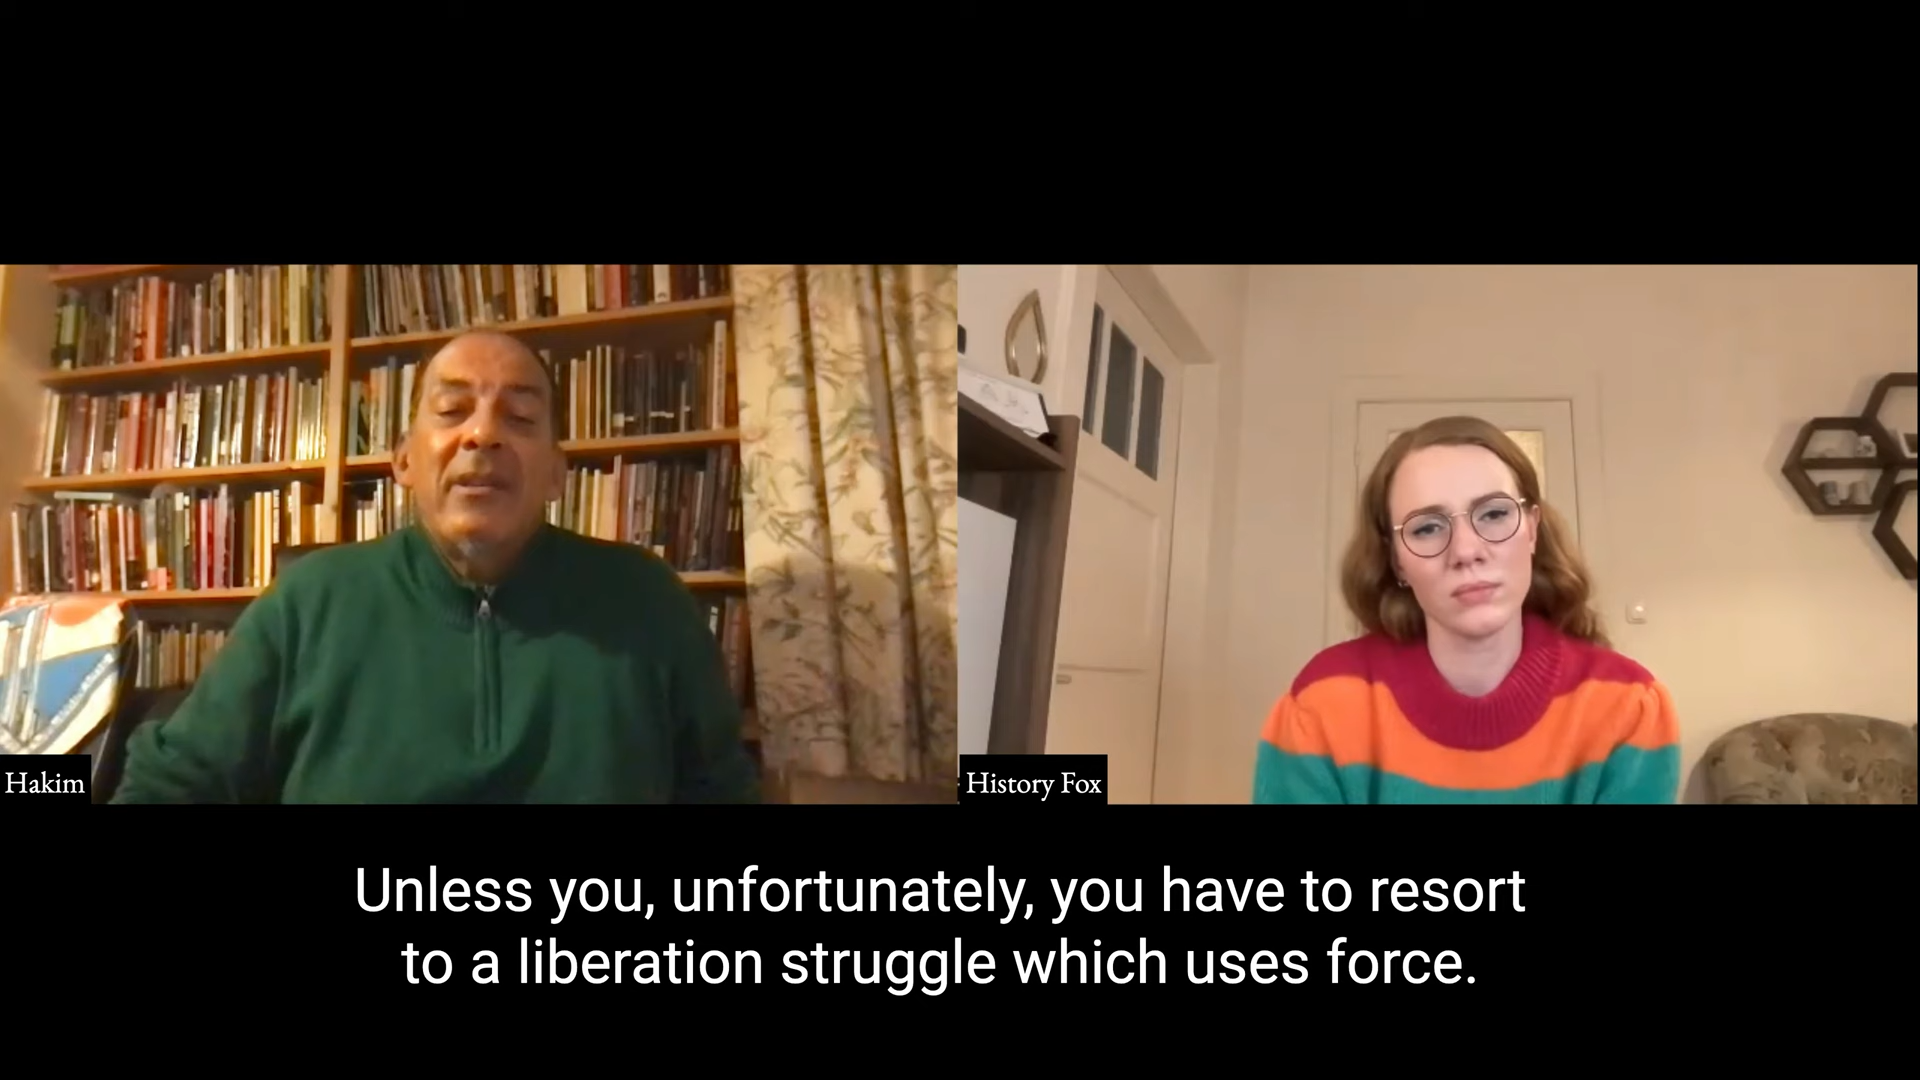 Hakim
History Fox
Unless you, unfortunately, you have to resort
to a liberation struggle which uses force.